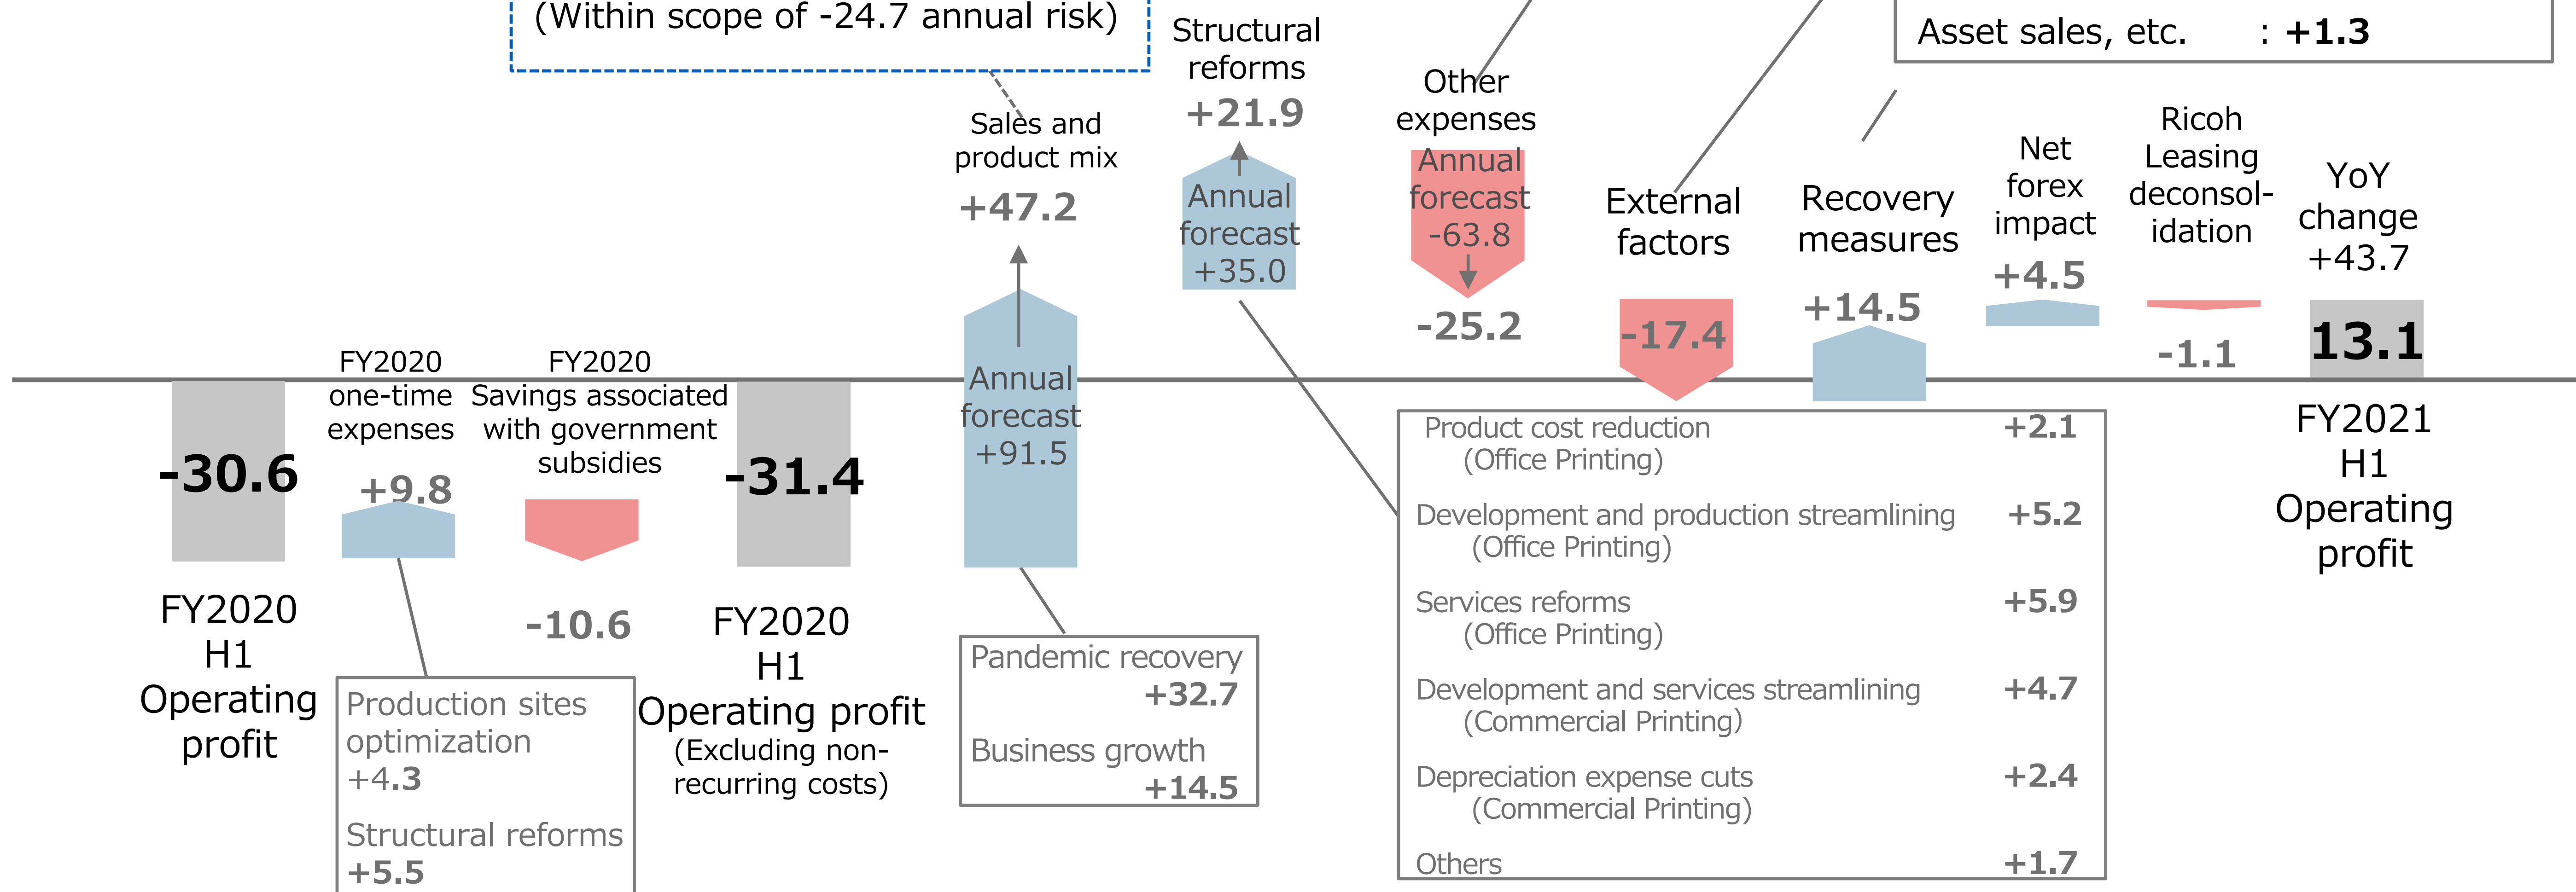 (Within scope of -24.7 annual risk)
Asset sales, etc. : +1.3
FY2020
one-time
expenses
+9.8
FY2020
Savings associated
with government
subsidies
-10.6
-30.6
FY2020
H1
Operating
profit
Production sites
optimization
+4.3
Structural reforms
+5.5
-31.4
FY2020
H1
Operating profit
(Excluding non-
recurring costs)
Sales and
product mix
+47.2
Annual
forecast
+91.5
Pandemic recovery
+32.7
Business growth
+14.5
Structural
reforms
+21.9
Annual
forecast
+35.0
Other
expenses
Annual
forecast
-63.8
-25.2
External
factors
-17.4
Recovery
measures
+14.5
Net
forex
impact
+4.5
Ricoh
Leasing
deconsol-
idation
-1.1
YoY
change
+43.7
13.1
FY2021
H1
Operating
profit
Product cost reduction +2.1
(Office Printing)
Development and production streamlining +5.2
(Office Printing)
Services reforms +5.9
(Office Printing)
Development and services streamlining +4.7
(Commercial Printing)
Depreciation expense cuts +2.4
(Commercial Printing)
Others +1.7